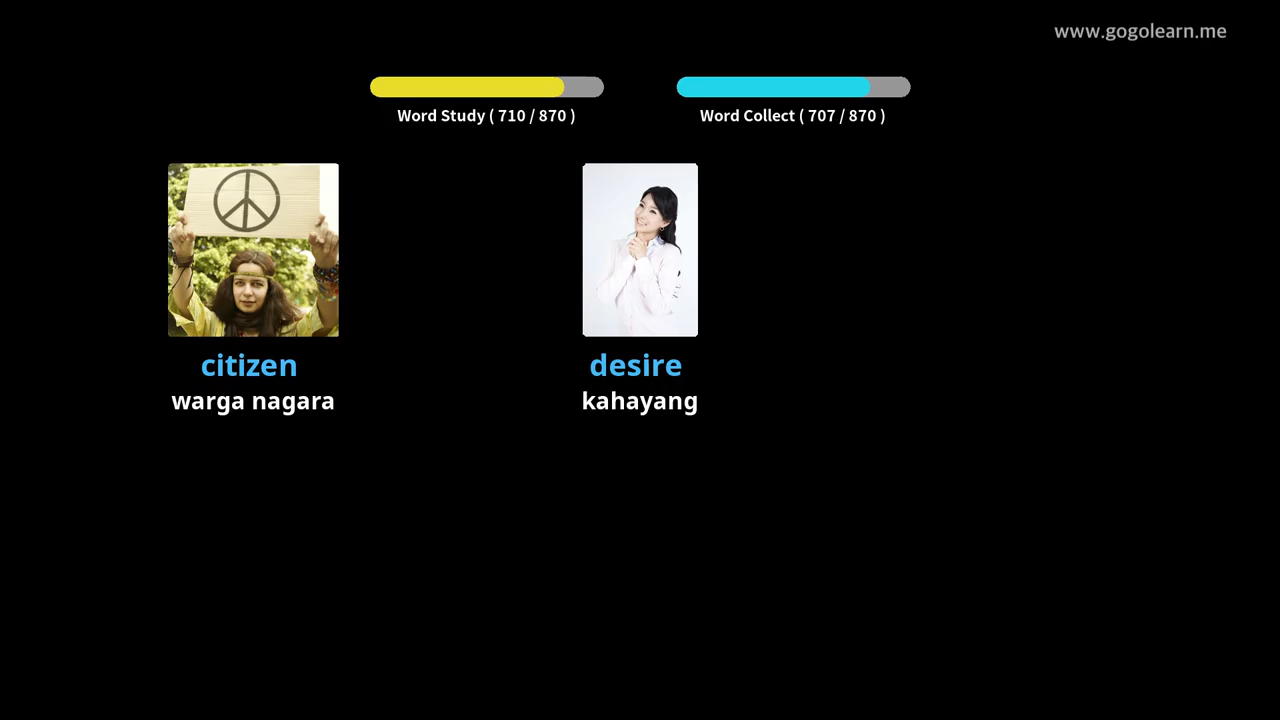 www.gogolearn.me
Word Study ( 710 / 870 )
Word Collect ( 707 / 870 )
citizen
warga nagara
desire
kahayang